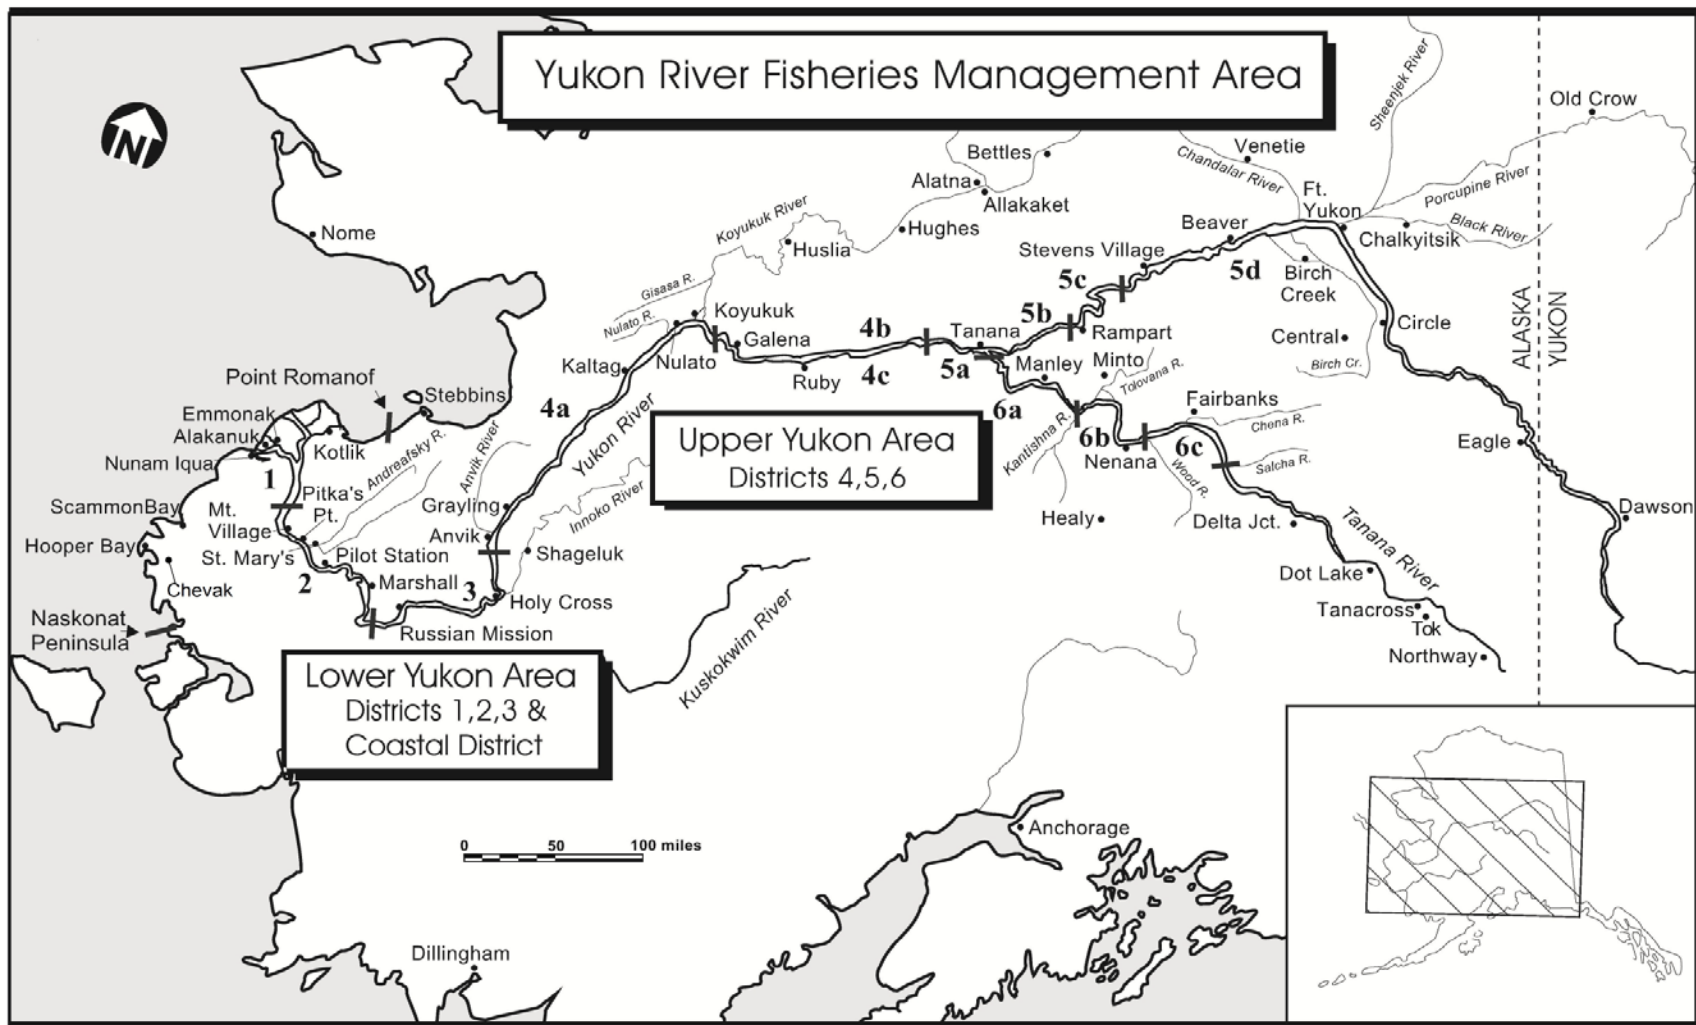 Yukon River Fisheries Management Area
N
Sheenjek River
Old Crow
Venetie
Chandalar River
Bettles
Alatna
Allakaket
Porcupine River
Ft.
Yukon
Koyukuk River
Hughes
Beaver
Black River
Chalkyitsik
Nome
Huslia
Stevens Village
5c
5d
Birch
Creek
Gisasa R.
Nulato R.
Koyukuk
Galena
4b
Tanana
5b
Rampart
Central
Circle
ALASKA
YUKON
Kaltag
Nulato
Ruby
4c
5a
Manley
Minto
Tolovana R.
Birch Cr.
Point Romanof
Stebbins
4a
Yukon River
6a
Fairbanks
Chena R.
Emmonak
Alakanuk
Nunam Iqua
Kotlik
Andreafsky R.
Anvik River
Upper Yukon Area
Districts 4,5,6
Kantishna R.
6b
Nenana
6c
Wood R.
Salcha R.
Eagle
1
ScammonBay
Mt.
Village
Pitka's
Pt.
Grayling
Innoko River
Healy
Delta Jct.
Tanana River
Dawson
Hooper Bay
St. Mary's
Pilot Station
Anvik
Shageluk
Chevak
2
Marshall
3
Holy Cross
Dot Lake
Naskonat
Peninsula
Russian Mission
Kuskokwim River
Tanacross
Tok
Northway
Lower Yukon Area
Districts 1,2,3 &
Coastal District
0 50 100 miles
Anchorage
Dillingham